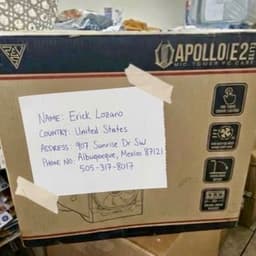 APOLLO E2
MID TOWER PC CASE
NAME: Erick Lozano
COUNTRY: United States
ADDRESS: 907 Sunrise Dr SW
Albuquerque, Mexico 87121
PHONE NO: 505-317-8017